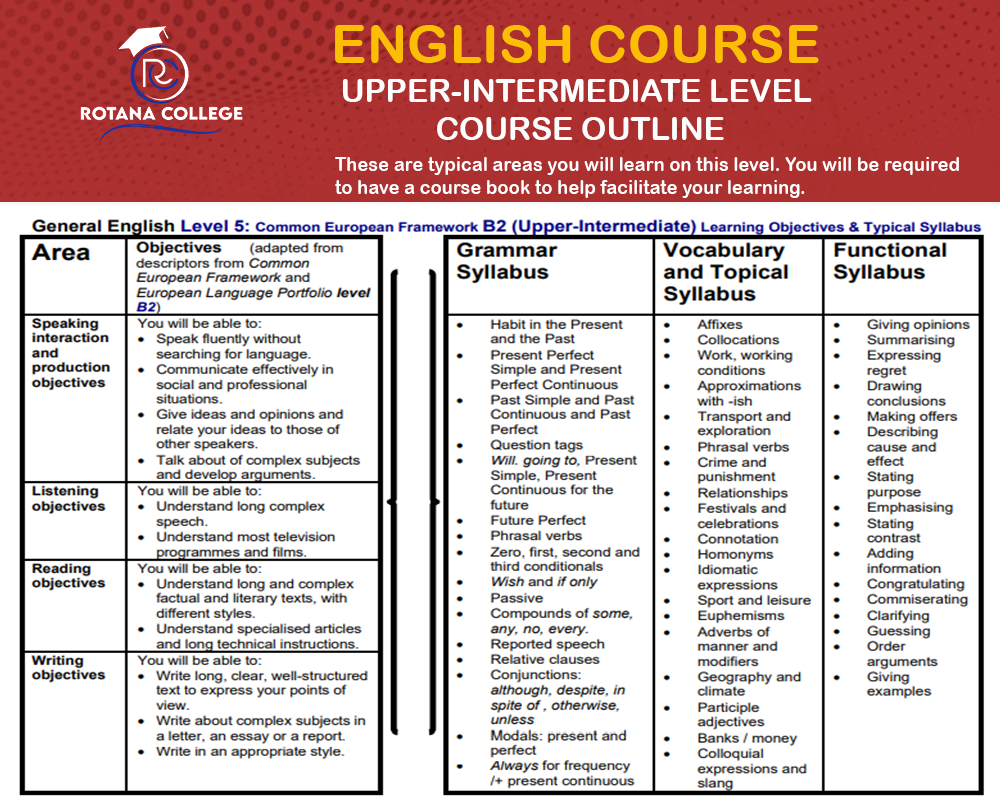 RC
ROTANA COLLEGE
ENGLISH COURSE
UPPER-INTERMEDIATE LEVEL
COURSE OUTLINE
These are typical areas you will learn on this level. You will be required
to have a course book to help facilitate your learning.
General English Level 5: Common European Framework B2 (Upper-Intermediate) Learning Objectives & Typical Syllabus
Area
Objectives (adapted from
descriptors from Common
European Framework and
European Language Portfolio level
B2)
Speaking
interaction
and
production
objectives
You will be able to:
• Speak fluently without
searching for language.
• Communicate effectively in
social and professional
situations.
• Give ideas and opinions and
relate your ideas to those of
other speakers.
• Talk about of complex subjects
and develop arguments.
Listening
objectives
You will be able to:
• Understand long complex
speech.
• Understand most television
programmes and films.
Reading
objectives
You will be able to:
• Understand long and complex
factual and literary texts, with
different styles.
• Understand specialised articles
and long technical instructions.
Writing
objectives
You will be able to:
• Write long, clear, well-structured
text to express your points of
view.
• Write about complex subjects in
a letter, an essay or a report.
• Write in an appropriate style.
Grammar
Syllabus
• Habit in the Present
and the Past
• Present Perfect
Simple and Present
Perfect Continuous
• Past Simple and Past
Continuous and Past
Perfect
• Question tags
• Will. going to, Present
Simple, Present
Continuous for the
future
• Future Perfect
• Phrasal verbs
• Zero, first, second and
third conditionals
• Wish and if only
• Passive
• Compounds of some,
any, no, every.
• Reported speech
• Relative clauses
• Conjunctions:
although, despite, in
spite of , otherwise,
unless
• Modals: present and
perfect
• Always for frequency
/+ present continuous
Vocabulary
and Topical
Syllabus
• Affixes
• Collocations
• Work, working
conditions
• Approximations
with -ish
• Transport and
exploration
• Phrasal verbs
• Crime and
punishment
• Relationships
• Festivals and
celebrations
• Connotation
• Homonyms
• Idiomatic
expressions
• Sport and leisure
• Euphemisms
• Adverbs of
manner and
modifiers
• Geography and
climate
• Participle
adjectives
• Banks / money
• Colloquial
expressions and
slang
Functional
Syllabus
• Giving opinions
• Summarising
• Expressing
regret
• Drawing
conclusions
• Making offers
• Describing
cause and
effect
• Stating
purpose
• Emphasising
• Stating
contrast
• Adding
information
• Congratulating
• Commiserating
• Clarifying
• Guessing
• Order
arguments
• Giving
examples